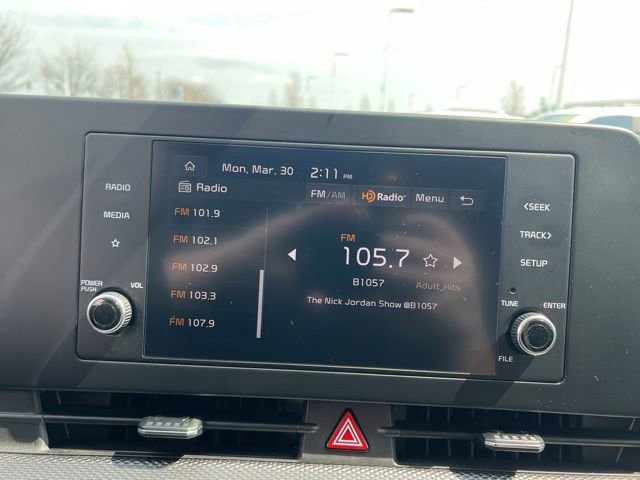 Mon, Mar. 30 2:11 PM
Radio FM/AM HD Radio Menu
FM 101.9
FM 102.1
FM 102.9
FM 103.3
FM 107.9
FM
105.7
B1057 Adult_Hits
The Nick Jordan Show @B1057
RADIO
MEDIA
POWER PUSH VOL
< SEEK
TRACK >
SETUP
TUNE ENTER
FILE